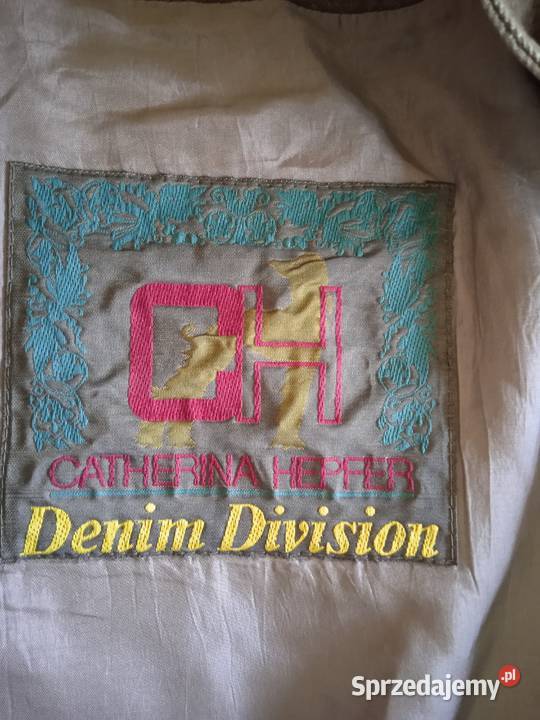 CH
CATHERINA HEPFER
Denim Division
Sprzedajemy.pl